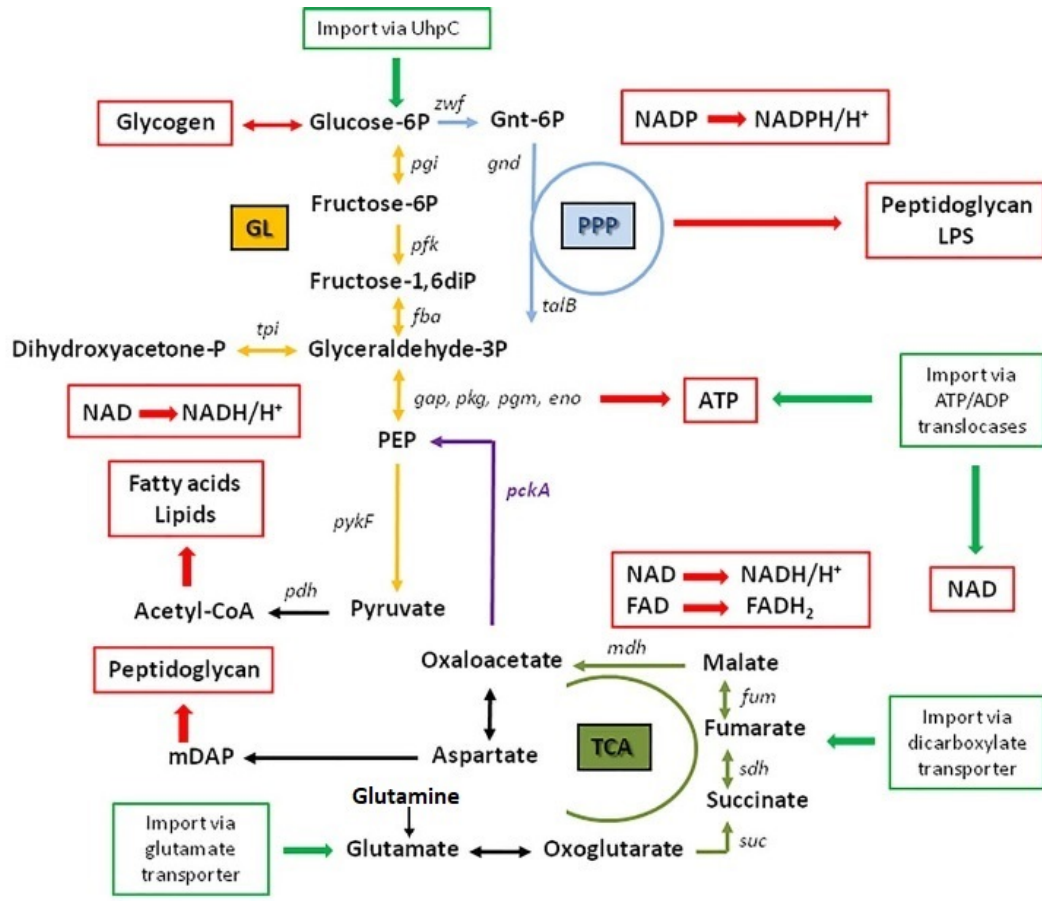 Import via UhpC
Glycogen
Glucose-6P
zwf
Gnt-6P
NADP
NADPH/H⁺
pgi
gnd
Fructose-6P
GL
PPP
Peptidoglycan
LPS
pfk
Fructose-1,6diP
talB
fba
tpi
Dihydroxyacetone-P
Glyceraldehyde-3P
Import via
ATP/ADP
translocases
NAD
NADH/H⁺
gap, pkg, pgm, eno
ATP
PEP
Fatty acids
Lipids
pckA
pykF
NAD
NADH/H⁺
FAD
FADH₂
NAD
pdh
Acetyl-CoA
Pyruvate
mdh
Oxaloacetate
Malate
Peptidoglycan
fum
Fumarate
Import via
dicarboxylate
transporter
TCA
mDAP
Aspartate
sdh
Glutamine
Succinate
Import via
glutamate
transporter
Glutamate
Oxoglutarate
suc